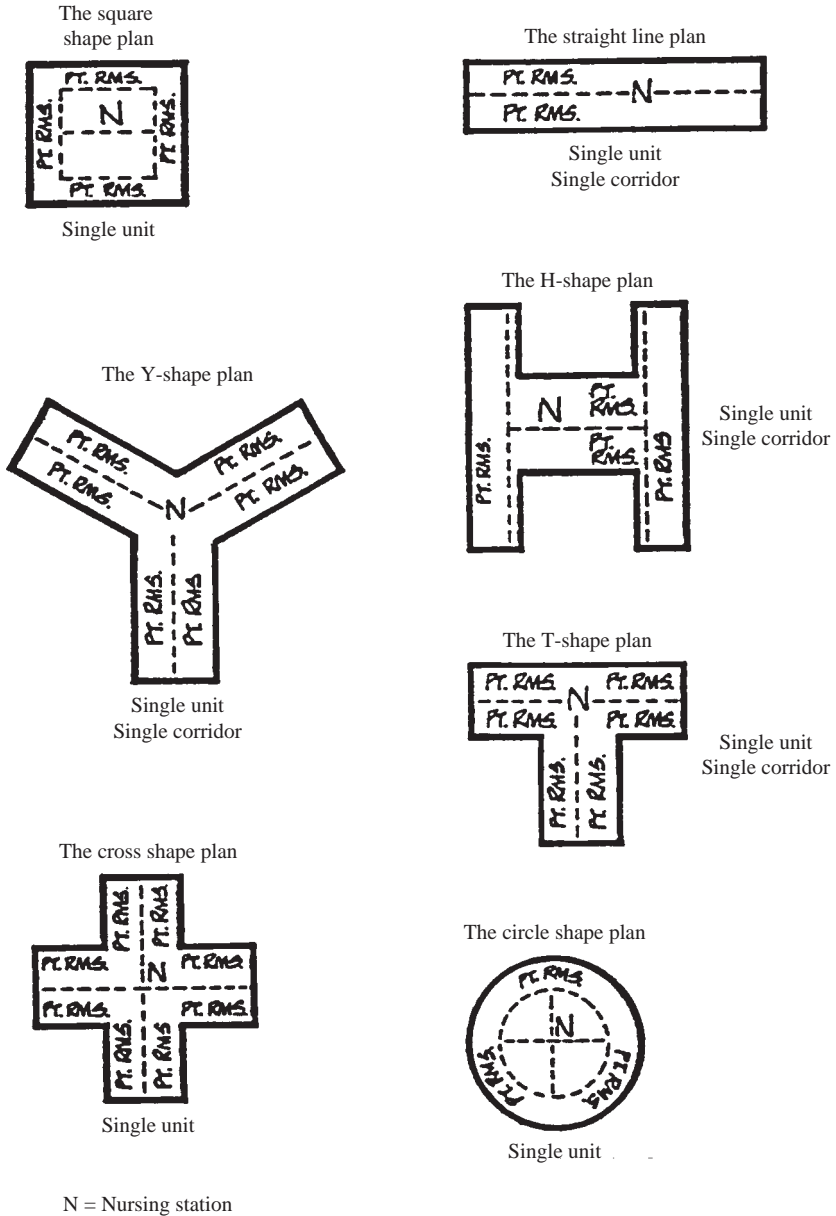 The square
shape plan
PT. RMS.
N
PT. RMS.
PT. RMS.
PT. RMS.
Single unit
The straight line plan
PT. RMS.
N
PT. RMS.
Single unit
Single corridor
The Y-shape plan
PT. RMS.
PT. RMS.
PT. RMS.
PT. RMS.
N
PT. RMS.
PT. RMS.
Single unit
Single corridor
The H-shape plan
PT. RMS.
N
PT. RMS.
PT. RMS.
PT. RMS
Single unit
Single corridor
The T-shape plan
PT. RMS.
N
PT. RMS.
PT. RMS.
PT. RMS.
PT. RMS.
PT. RMS.
Single unit
Single corridor
The cross shape plan
PT. RMS.
PT. RMS.
PT. RMS.
N
PT. RMS.
PT. RMS.
PT. RMS.
PT. RMS.
PT. RMS
Single unit
The circle shape plan
PT. RMS.
N
PT. RMS.
PT. RMS.
Single unit
N = Nursing station